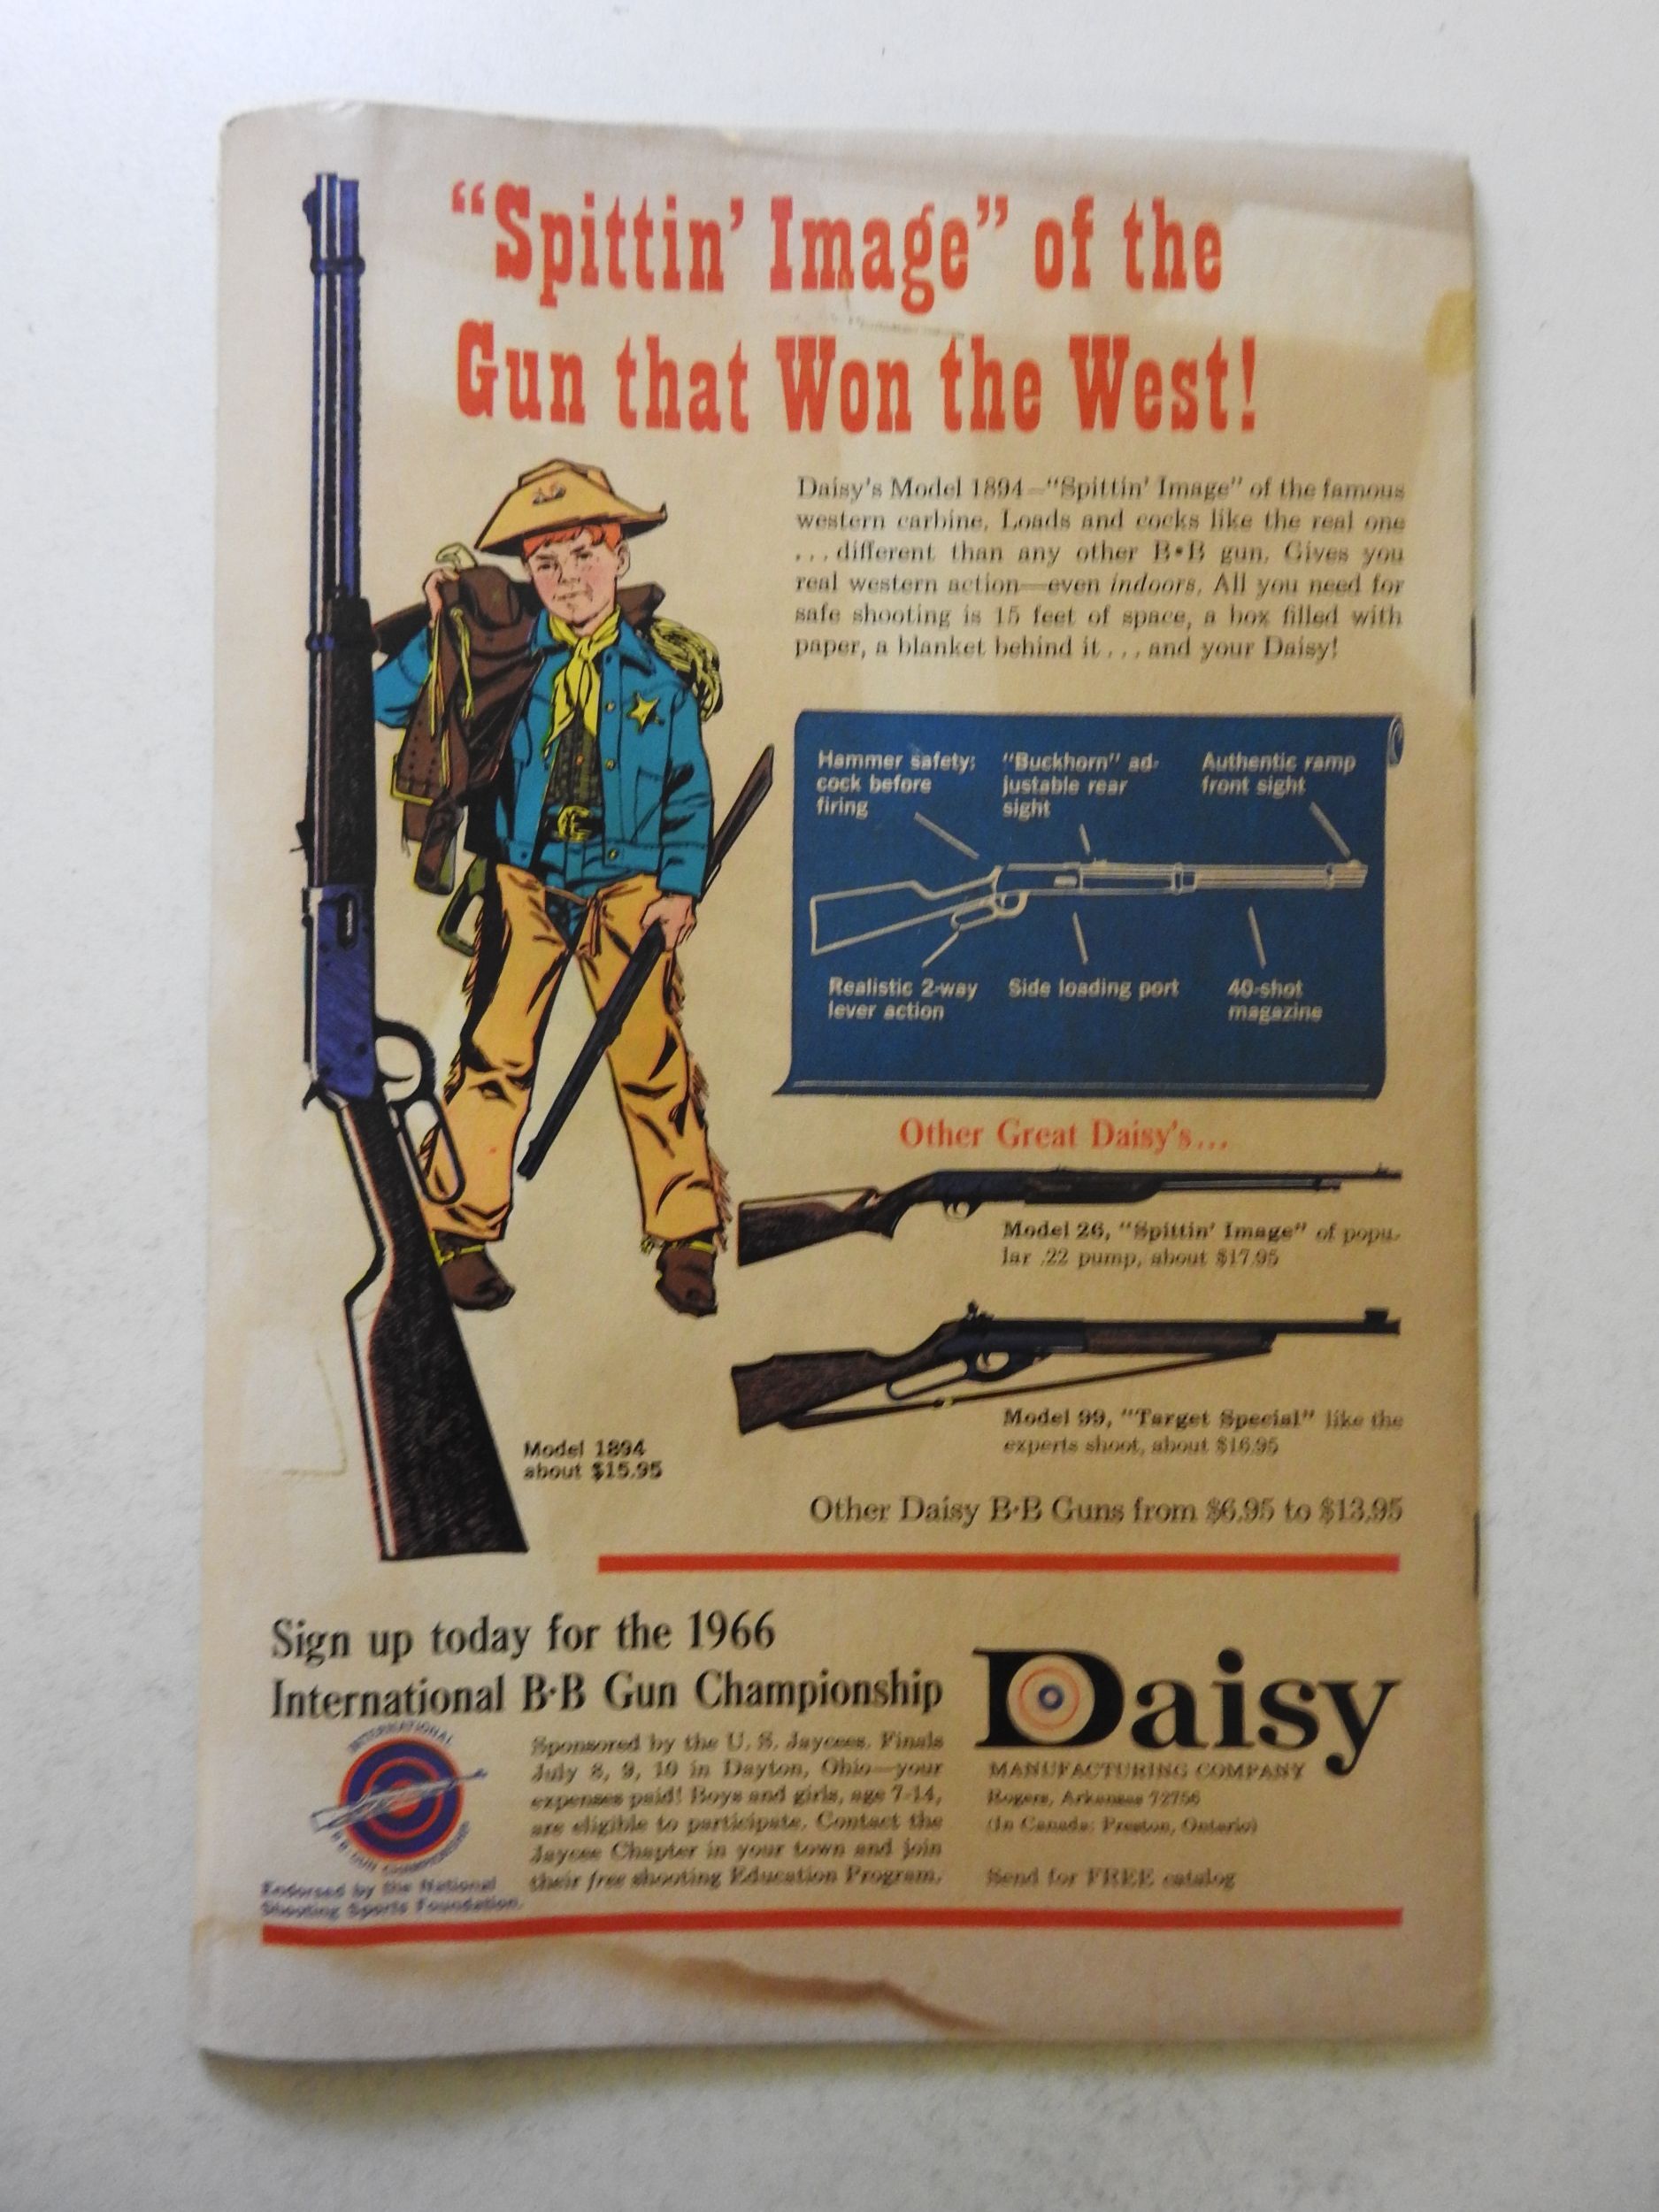 “Spittin’ Image” of the
Gun that Won the West!
Daisy’s Model 1894—“Spittin’ Image” of the famous
western carbine. Loads and cocks like the real one
...different than any other B•B gun. Gives you
real western action—even indoors. All you need for
safe shooting is 15 feet of space, a box filled with
paper, a blanket behind it...and your Daisy!
Hammer safety:
cock before
firing
“Buckhorn” ad-
justable rear
sight
Authentic ramp
front sight
Realistic 2-way
lever action
Side loading port
40-shot
magazine
Other Great Daisy’s...
Model 26, “Spittin’ Image” of popu-
lar .22 pump, about $17.95
Model 99, “Target Special” like the
experts shoot, about $16.95
Model 1894
about $15.95
Other Daisy B·B Guns from $6.95 to $13.95
Sign up today for the 1966
International B·B Gun Championship
INTERNATIONAL
B·B GUN CHAMPIONSHIP
Endorsed by the National
Shooting Sports Foundation.
Sponsored by the U. S. Jaycees. Finals
July 8, 9, 10 in Dayton, Ohio—your
expenses paid! Boys and girls, age 7-14,
are eligible to participate. Contact the
Jaycee Chapter in your town and join
their free shooting Education Program.
Daisy
MANUFACTURING COMPANY
Rogers, Arkansas 72756
(In Canada: Preston, Ontario)
Send for FREE catalog